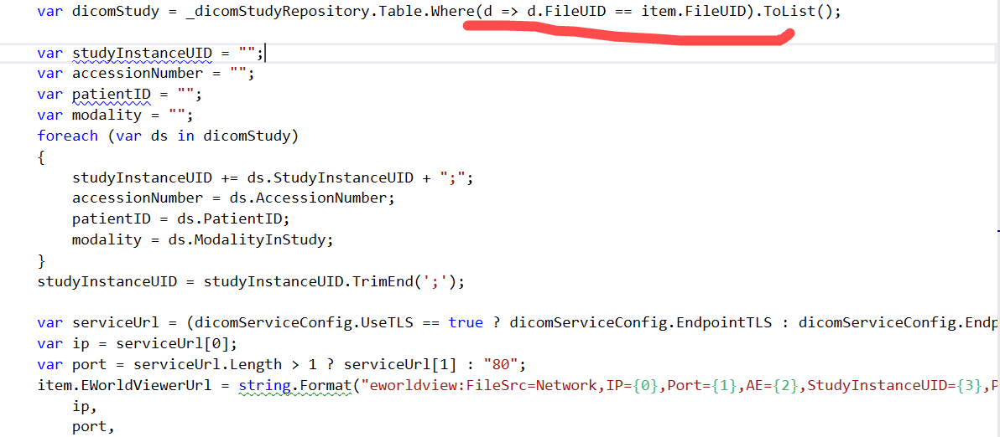 var dicomStudy = _dicomStudyRepository.Table.Where(d => d.FileUID == item.FileUID).ToList();
var studyInstanceUID = "";
var accessionNumber = "";
var patientID = "";
var modality = "";
foreach (var ds in dicomStudy)
{
studyInstanceUID += ds.StudyInstanceUID + ";";
accessionNumber = ds.AccessionNumber;
patientID = ds.PatientID;
modality = ds.ModalityInStudy;
}
studyInstanceUID = studyInstanceUID.TrimEnd(';');
var serviceUrl = (dicomServiceConfig.UseTLS == true ? dicomServiceConfig.EndpointTLS : dicomServiceConfig.Endp
var ip = serviceUrl[0];
var port = serviceUrl.Length > 1 ? serviceUrl[1] : "80";
item.EWorldViewerUrl = string.Format("eworldview:FileSrc=Network,IP={0},Port={1},AE={2},StudyInstanceUID={3},P
ip,
port,